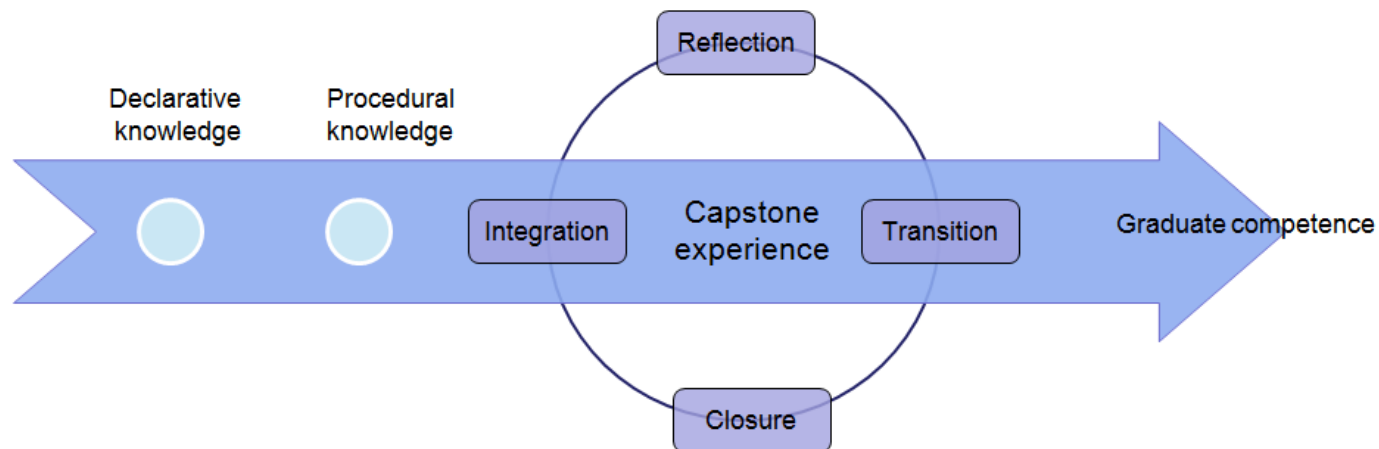 Reflection
Declarative
knowledge
Procedural
knowledge
Integration
Capstone
experience
Transition
Graduate competence
Closure